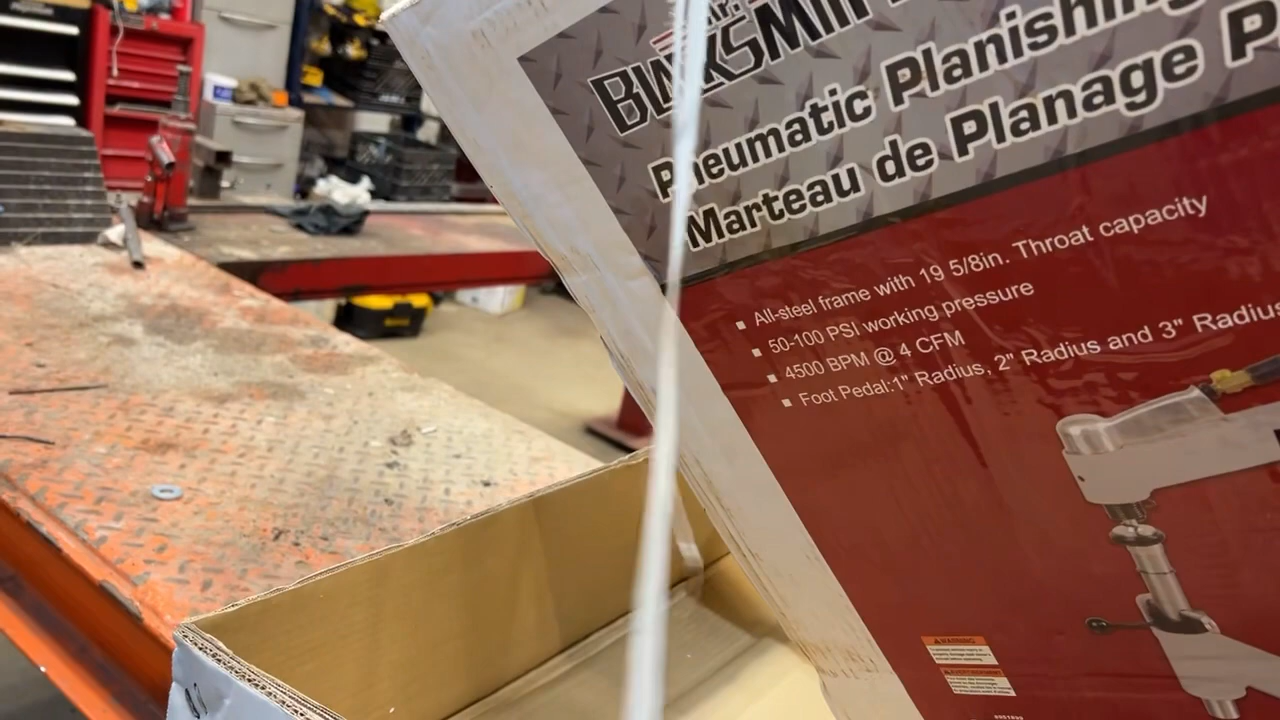 Pneumatic Planishing
Marteau de Planage P
All-steel frame with 19 5/8in. Throat capacity
50-100 PSI working pressure
4500 BPM @ 4 CFM
Foot Pedal:1" Radius, 2" Radius and 3" Radius
WARNING